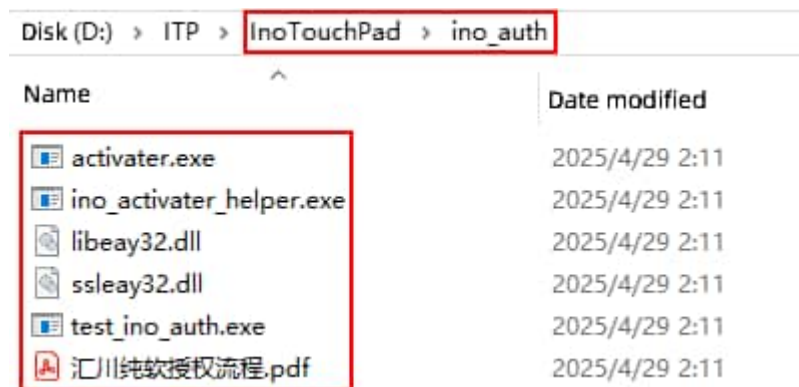 Disk (D:) > ITP > InoTouchPad > ino_auth
Name Date modified
activater.exe 2025/4/29 2:11
ino_activater_helper.exe 2025/4/29 2:11
libeay32.dll 2025/4/29 2:11
ssleay32.dll 2025/4/29 2:11
test_ino_auth.exe 2025/4/29 2:11
汇川纯软授权流程.pdf 2025/4/29 2:11